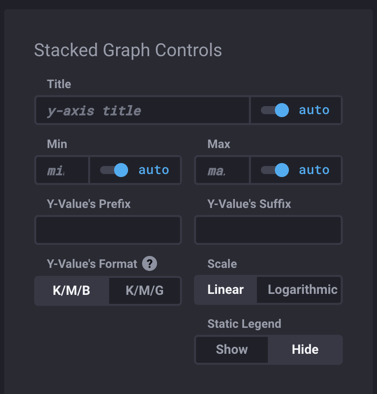 Stacked Graph Controls
Title
y-axis title
auto
Min
Max
mi
auto
ma
auto
Y-Value's Prefix
Y-Value's Suffix
Y-Value's Format ?
Scale
K/M/B
K/M/G
Linear
Logarithmic
Static Legend
Show
Hide